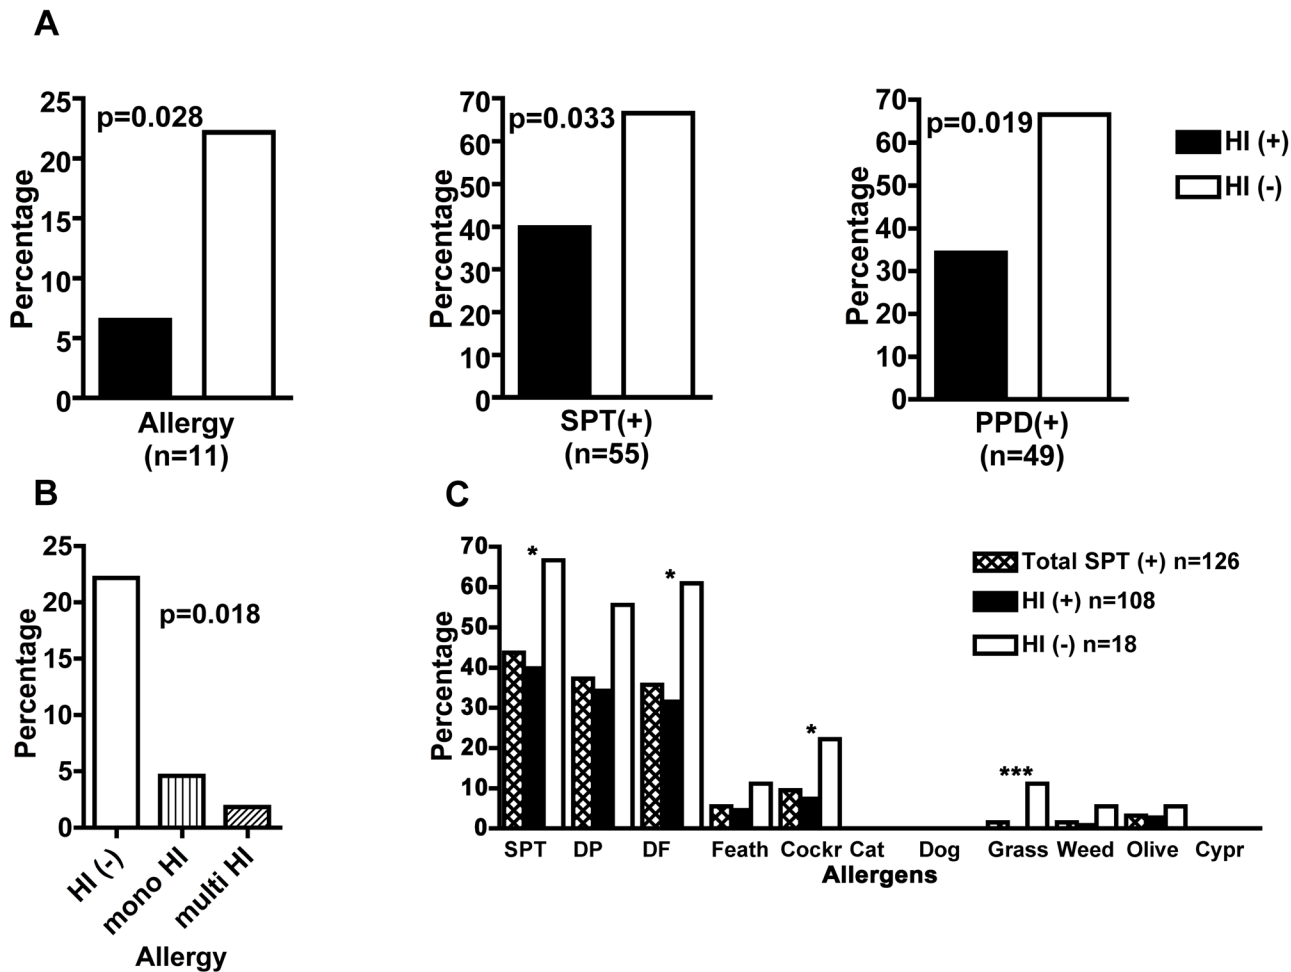 A
25
20
15
10
5
0
Percentage
p=0.028
Allergy
(n=11)
70
60
50
40
30
20
10
0
Percentage
p=0.033
SPT(+)
(n=55)
70
60
50
40
30
20
10
0
Percentage
p=0.019
PPD(+)
(n=49)
HI (+)
HI (-)
B
25
20
15
10
5
0
Percentage
p=0.018
HI (-)
mono HI
multi HI
Allergy
C
70
60
50
40
30
20
10
0
Percentage
*
*
*
***
Total SPT (+) n=126
HI (+) n=108
HI (-) n=18
SPT DP DF Feath Cockr Cat Dog Grass Weed Olive Cypr
Allergens